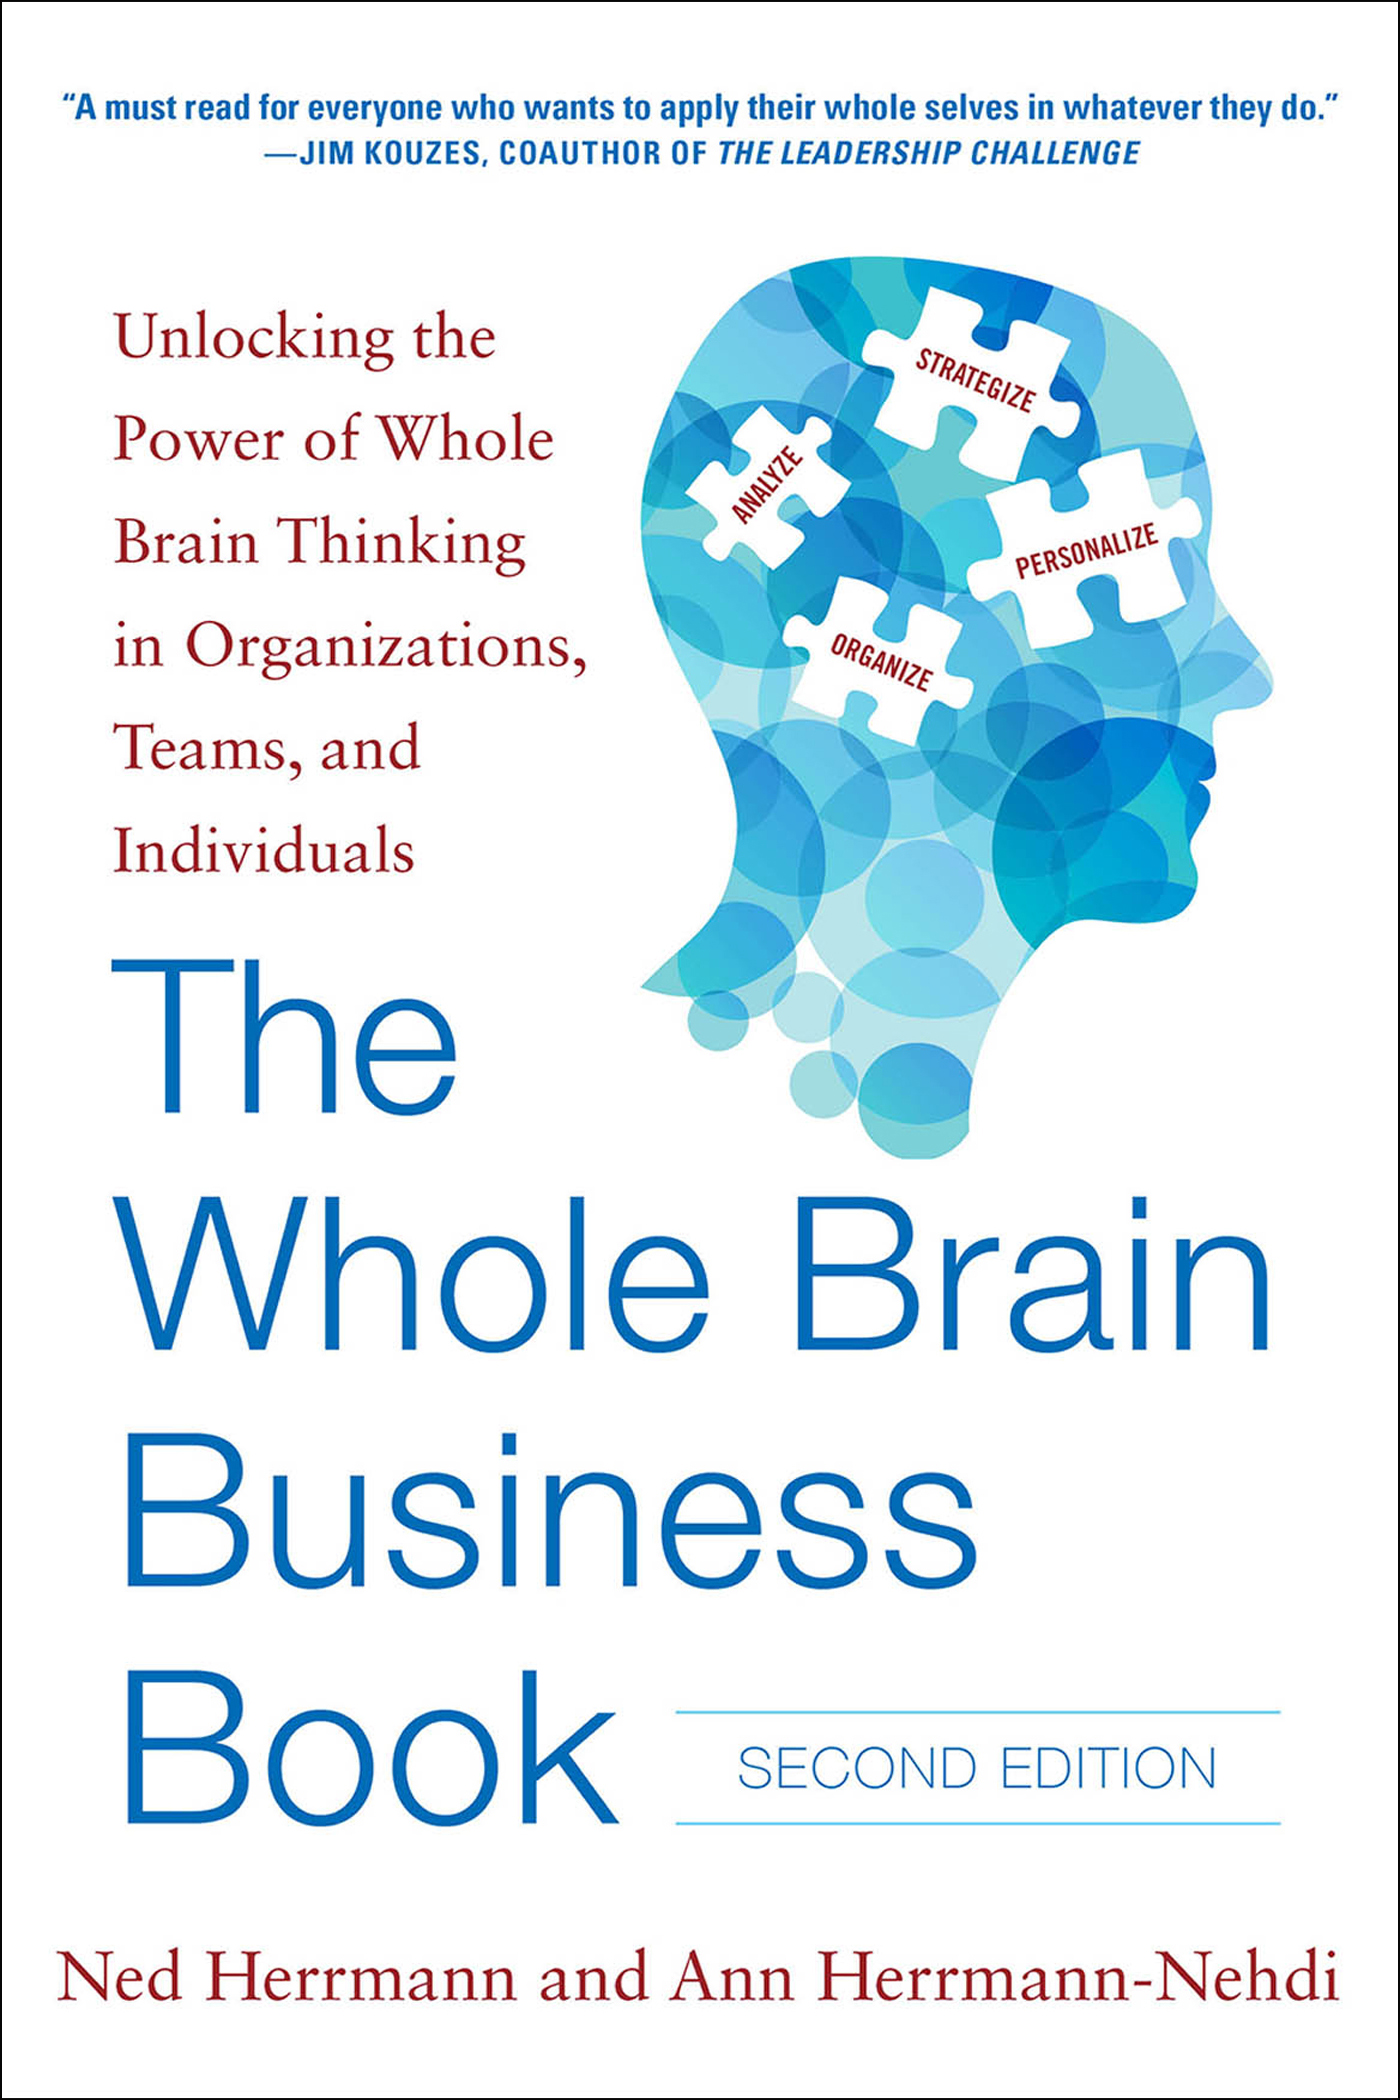 “A must read for everyone who wants to apply their whole selves in whatever they do.”
—JIM KOUZES, COAUTHOR OF THE LEADERSHIP CHALLENGE
Unlocking the
Power of Whole
Brain Thinking
in Organizations,
Teams, and
Individuals
STRATEGIZE
ANALYZE
PERSONALIZE
ORGANIZE
The
Whole Brain
Business
Book
SECOND EDITION
Ned Herrmann and Ann Herrmann-Nehdi